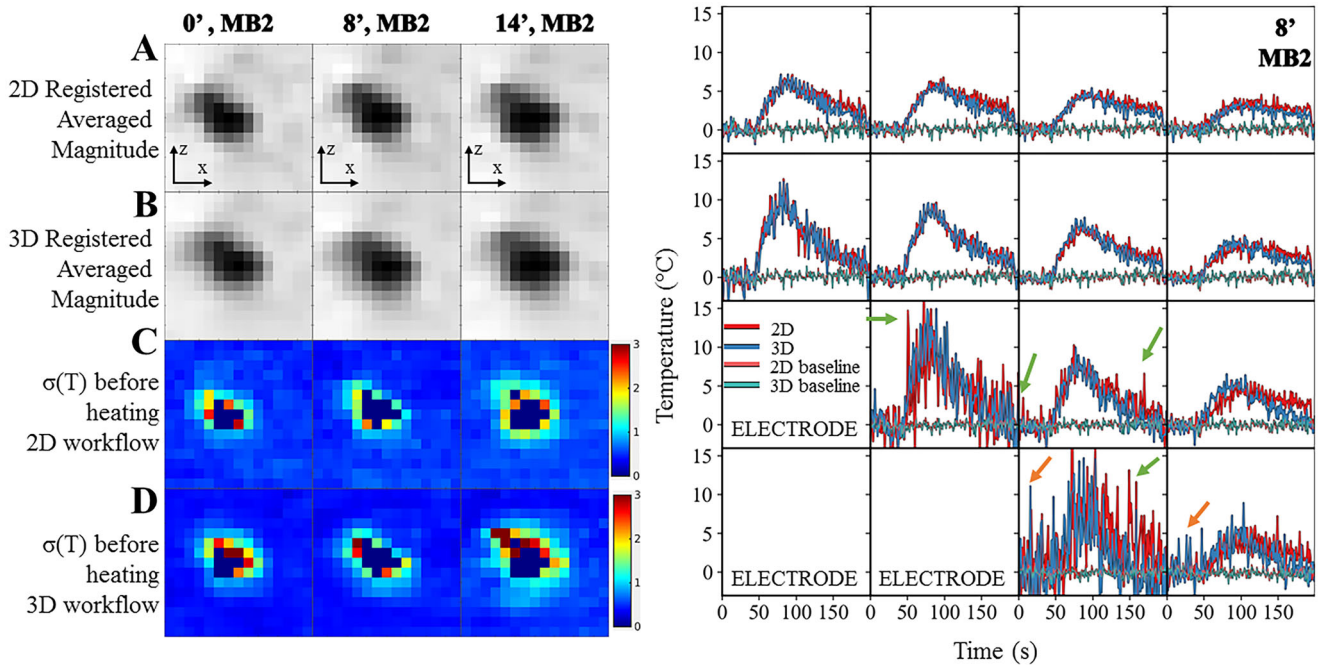 0’, MB2
8’, MB2
14’, MB2
A
2D Registered
Averaged
Magnitude
z
x
z
x
z
x
B
3D Registered
Averaged
Magnitude
C
σ(T) before
heating
2D workflow
3
2
1
0
D
σ(T) before
heating
3D workflow
3
2
1
0
8’
MB2
Temperature (°C)
15
10
5
0
15
10
5
0
15
10
5
0
2D
3D
2D baseline
3D baseline
ELECTRODE
15
10
5
0
ELECTRODE
ELECTRODE
0 50 100 150 0 50 100 150 0 50 100 150 0 50 100 150
Time (s)